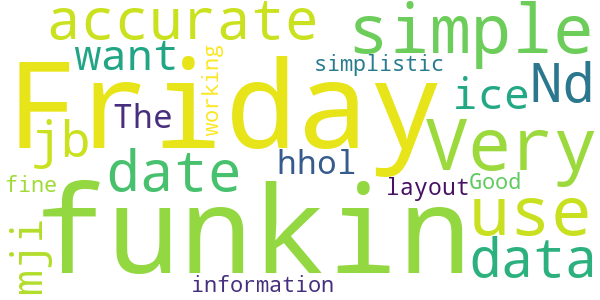 accurate
simple
want
working
simplistic
Friday
ice
Nd
The
jb
Very
date
hhol
fine
layout
Good
funkin
use
mji
data
information